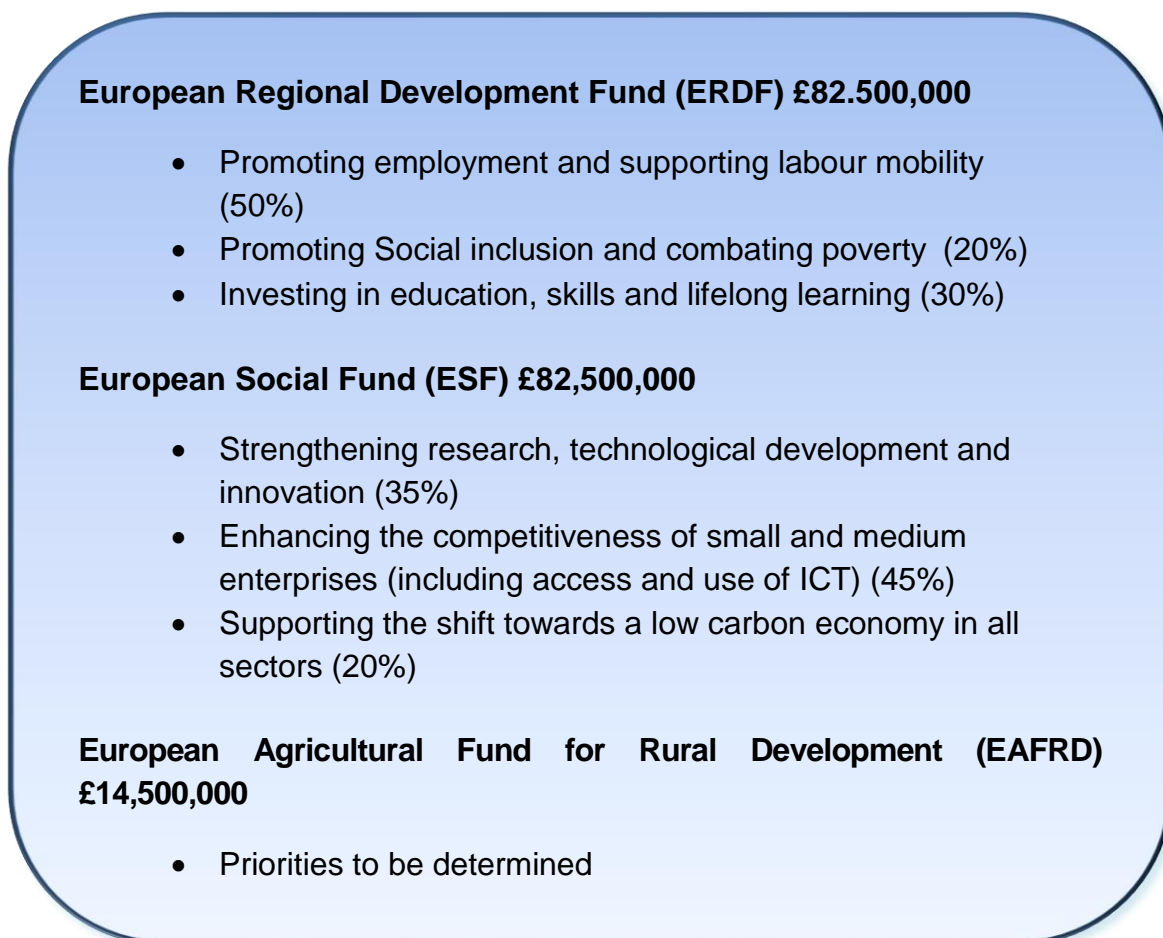 European Regional Development Fund (ERDF) £82.500,000
• Promoting employment and supporting labour mobility
(50%)
• Promoting Social inclusion and combating poverty  (20%)
• Investing in education, skills and lifelong learning (30%)
European Social Fund (ESF) £82,500,000
• Strengthening research, technological development and
innovation (35%)
• Enhancing the competitiveness of small and medium
enterprises (including access and use of ICT) (45%)
• Supporting the shift towards a low carbon economy in all
sectors (20%)
European Agricultural Fund for Rural Development (EAFRD)
£14,500,000
• Priorities to be determined